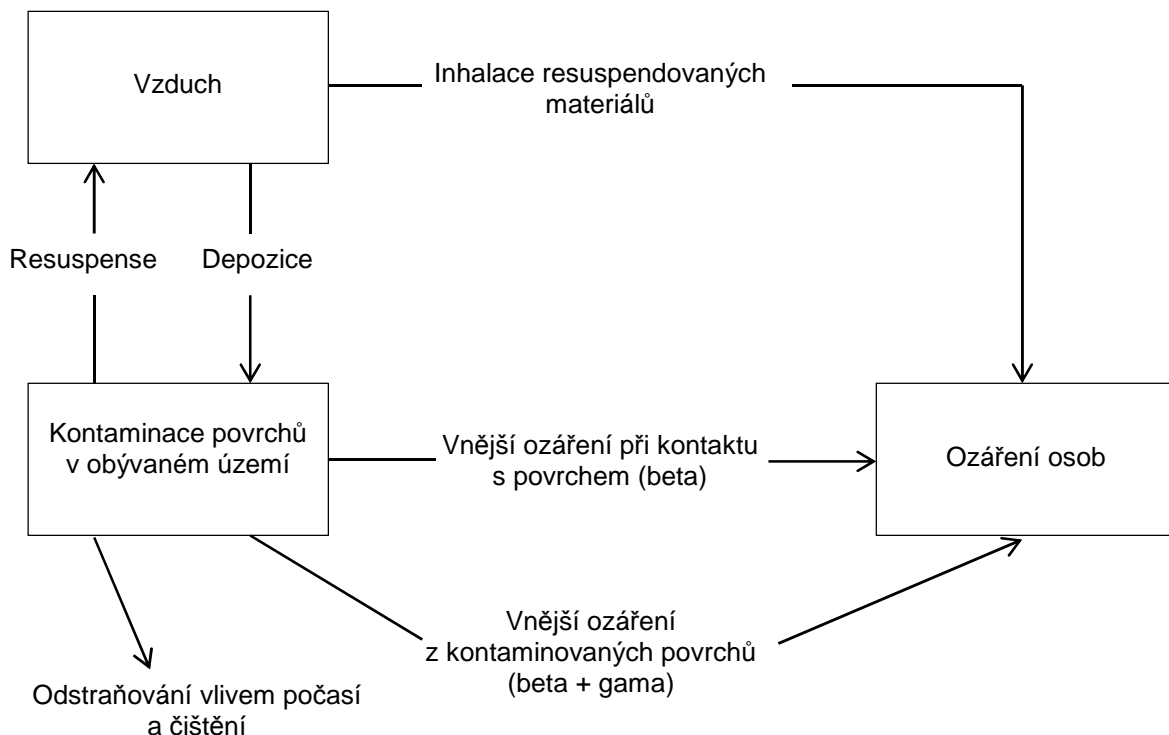 Vzduch
Inhalace resuspendovaných
materiálů
Resuspense
Depozice
Kontaminace povrchů
v obývaném území
Vnější ozáření při kontaktu
s povrchem (beta)
Ozáření osob
Vnější ozáření
z kontaminovaných povrchů
(beta + gama)
Odstraňování vlivem počasí
a čištění